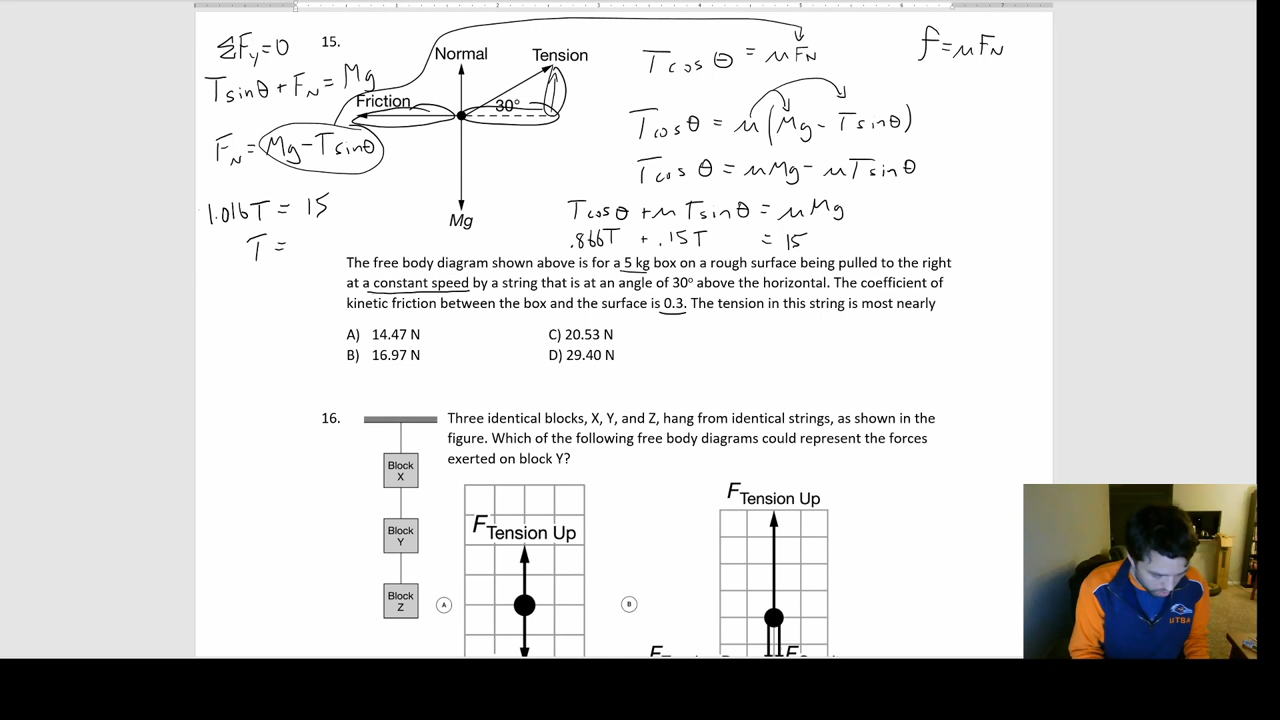 ΣFy=0
15.
Normal
Tension
Friction
30°
Mg
Tsinθ + FN = Mg
FN = Mg-Tsinθ
1.016T = 15
T =
Tcosθ = μFN
f=μFN
Tcosθ = μ(Mg- Tsinθ)
Tcosθ = μMg- μTsinθ
Tcosθ +μTsinθ = μMg
.866T + .15T = 15
The free body diagram shown above is for a 5 kg box on a rough surface being pulled to the right
at a constant speed by a string that is at an angle of 30° above the horizontal. The coefficient of
kinetic friction between the box and the surface is 0.3. The tension in this string is most nearly
A) 14.47 N
C) 20.53 N
B) 16.97 N
D) 29.40 N
16.
Three identical blocks, X, Y, and Z, hang from identical strings, as shown in the
figure. Which of the following free body diagrams could represent the forces
exerted on block Y?
Block
X
Block
Y
Block
Z
A
FTension Up
B
FTension Up
UTSA